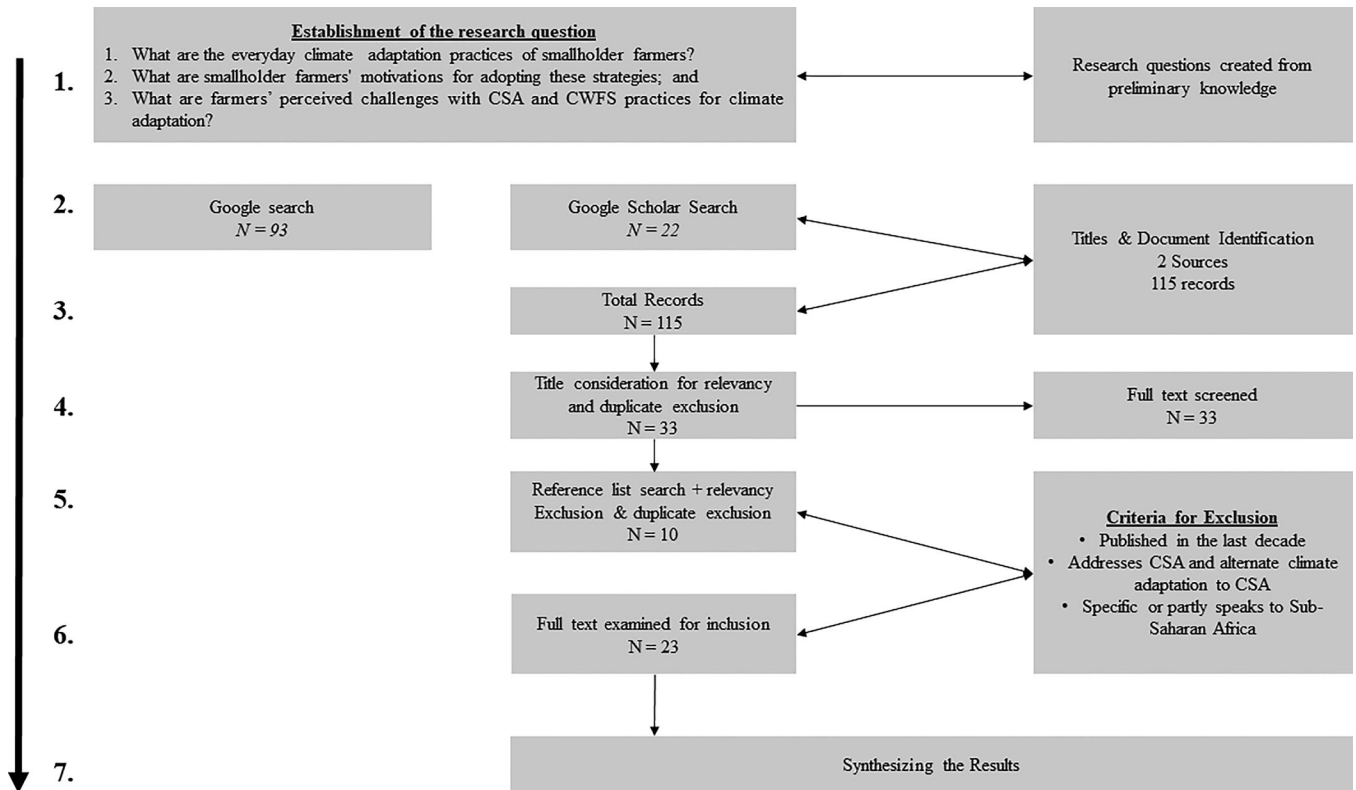 1.
Establishment of the research question
1. What are the everyday climate adaptation practices of smallholder farmers?
2. What are smallholder farmers' motivations for adopting these strategies; and
3. What are farmers' perceived challenges with CSA and CWFS practices for climate
adaptation?
Research questions created from
preliminary knowledge
2.
Google search
N = 93
Google Scholar Search
N = 22
Titles & Document Identification
2 Sources
115 records
3.
Total Records
N = 115
4.
Title consideration for relevancy
and duplicate exclusion
N = 33
Full text screened
N = 33
5.
Reference list search + relevancy
Exclusion & duplicate exclusion
N = 10
Criteria for Exclusion
• Published in the last decade
• Addresses CSA and alternate climate
adaptation to CSA
• Specific or partly speaks to Sub-
Saharan Africa
6.
Full text examined for inclusion
N = 23
7.
Synthesizing the Results